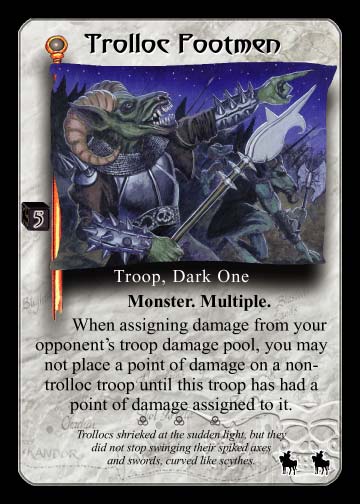 Trolloc Footmen
5
Troop, Dark One
Monster. Multiple.
When assigning damage from your
opponent's troop damage pool, you may
not place a point of damage on a non-
trolloc troop until this troop has had a
point of damage assigned to it.
Trollocs shrieked at the sudden light, but they
did not stop swinging their spiked axes
and swords, curved like scythes.
KANDOR